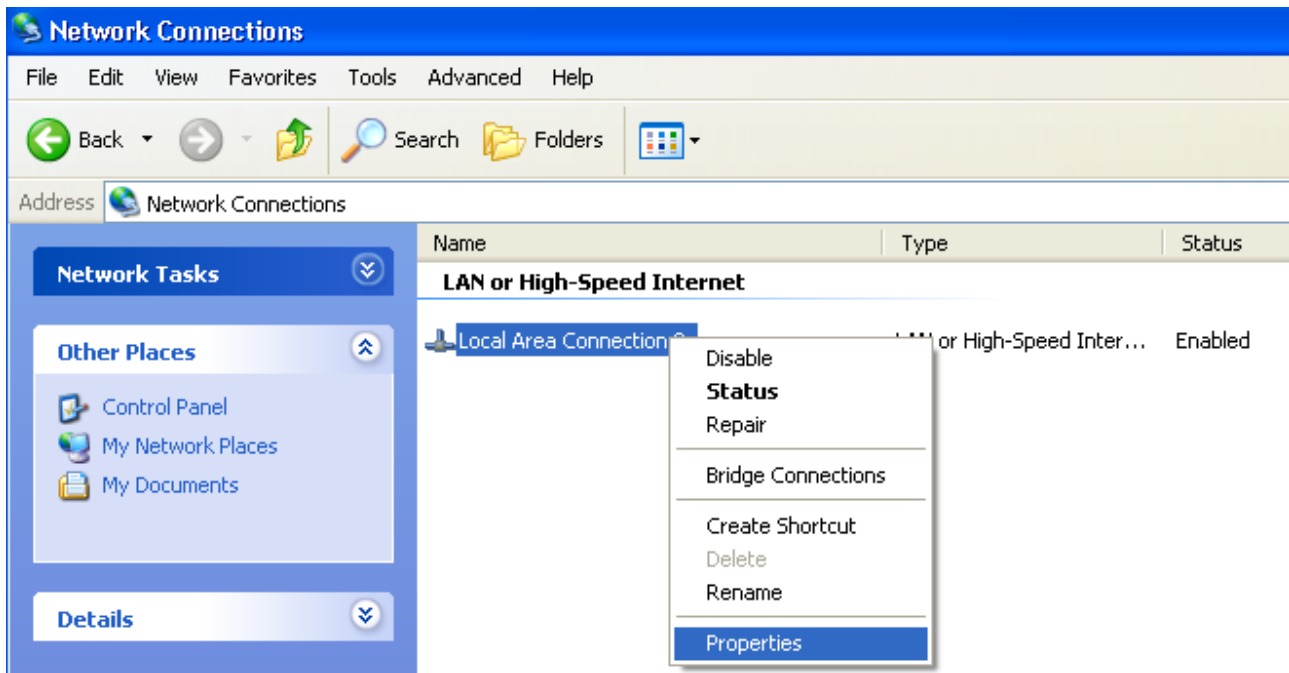 Network Connections
File Edit View Favorites Tools Advanced Help
Back Search Folders
Address Network Connections
Name Type Status
Network Tasks
LAN or High-Speed Internet
Other Places
Local Area Connection or High-Speed Inter... Enabled
Control Panel
My Network Places
My Documents
Details
Disable
Status
Repair
Bridge Connections
Create Shortcut
Delete
Rename
Properties